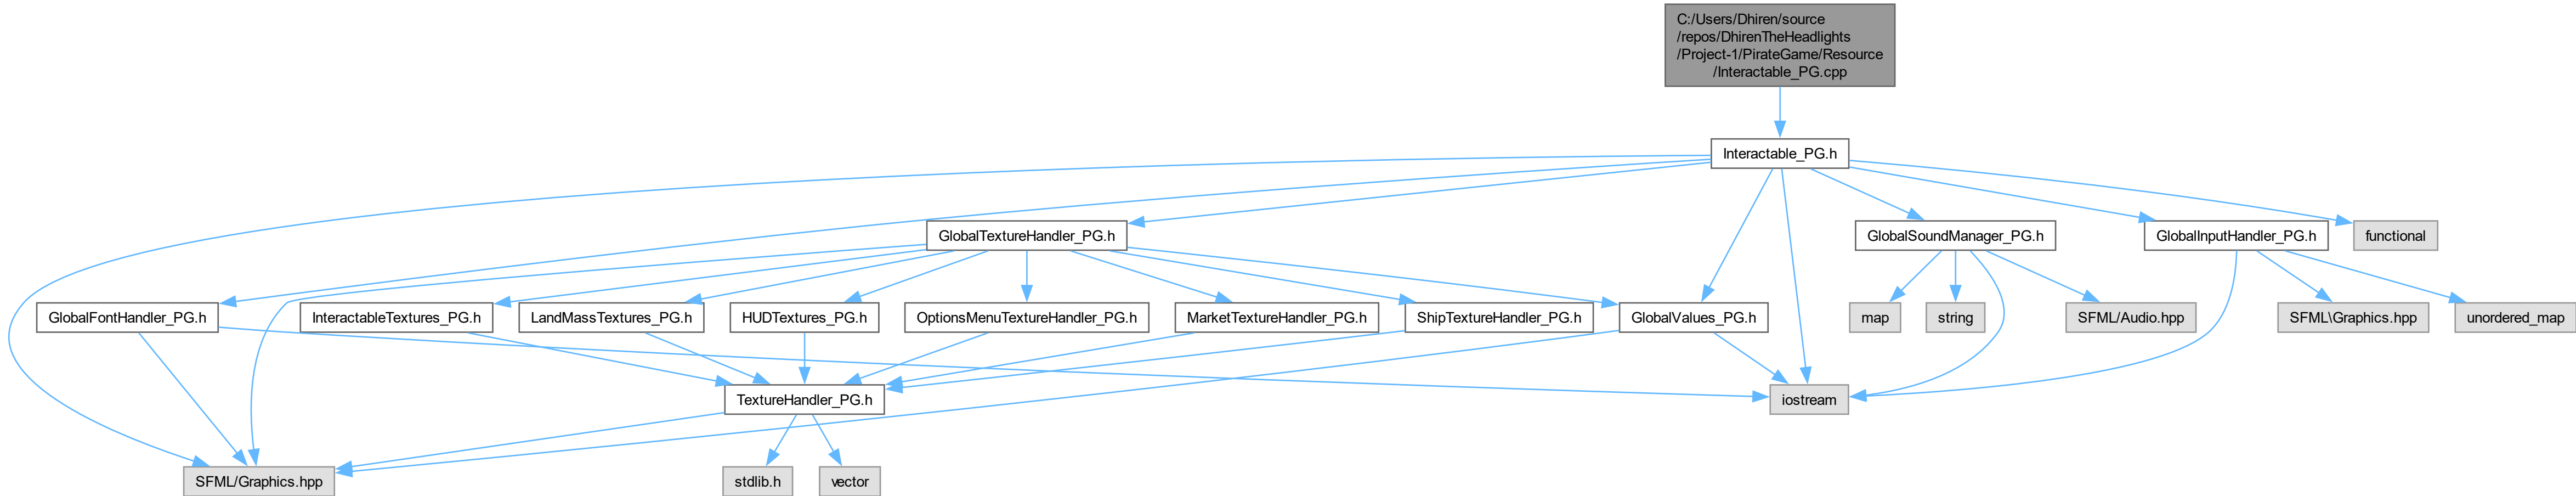 C:/Users/Dhiren/source
/repos/DhirenTheHeadlights
/Project-1/PirateGame/Resource
/Interactable_PG.cpp
Interactable_PG.h
GlobalTextureHandler_PG.h
GlobalSoundManager_PG.h
GlobalInputHandler_PG.h
functional
GlobalFontHandler_PG.h
InteractableTextures_PG.h
LandMassTextures_PG.h
HUDTextures_PG.h
OptionsMenuTextureHandler_PG.h
MarketTextureHandler_PG.h
ShipTextureHandler_PG.h
GlobalValues_PG.h
map
string
SFML/Audio.hpp
SFML\Graphics.hpp
unordered_map
TextureHandler_PG.h
iostream
SFML/Graphics.hpp
stdlib.h
vector